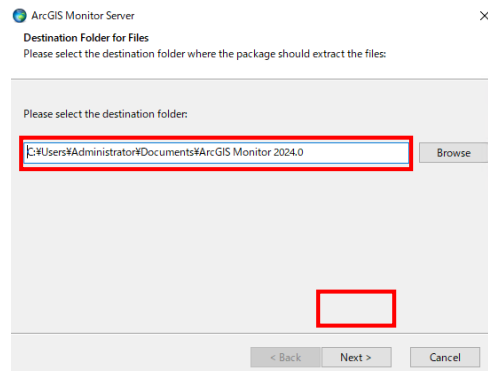 ArcGIS Monitor Server
Destination Folder for Files
Please select the destination folder where the package should extract the files:
Please select the destination folder:
C:¥Users¥Administrator¥Documents¥ArcGIS Monitor 2024.0
Browse
< Back
Next >
Cancel